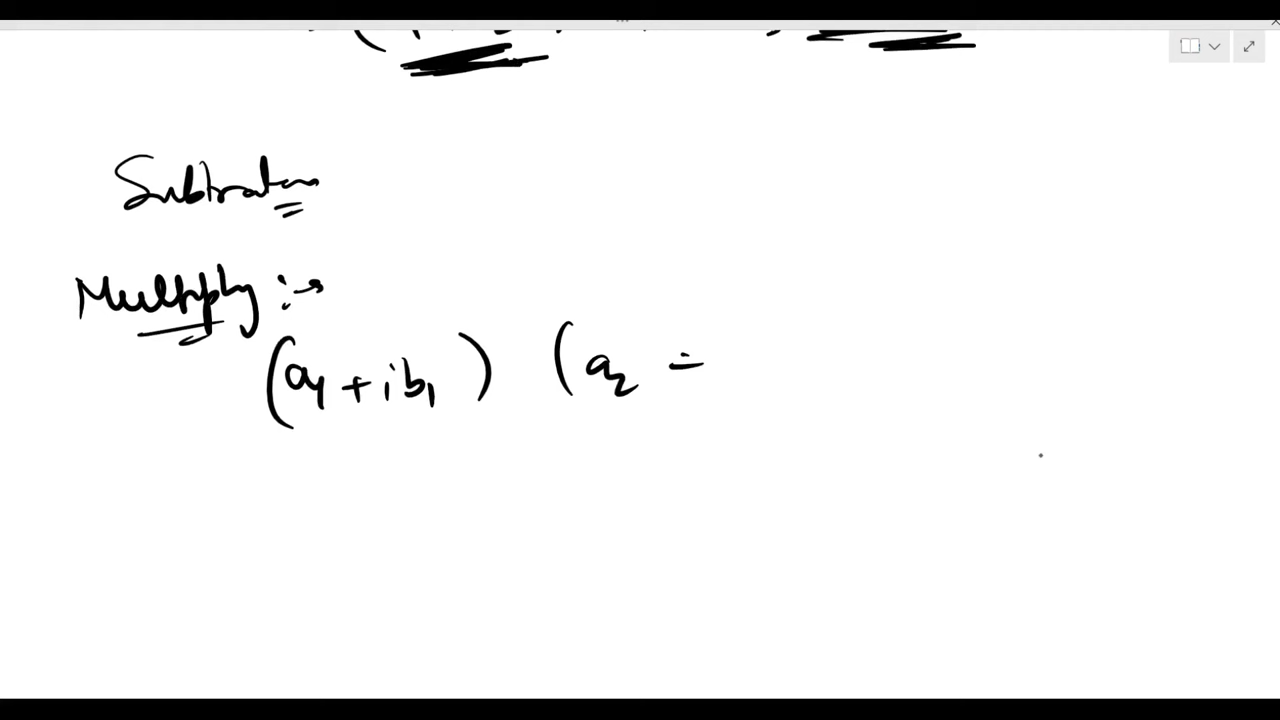 Subtraction
Multiply :→
(a₁ + ib₁) (a₂ =